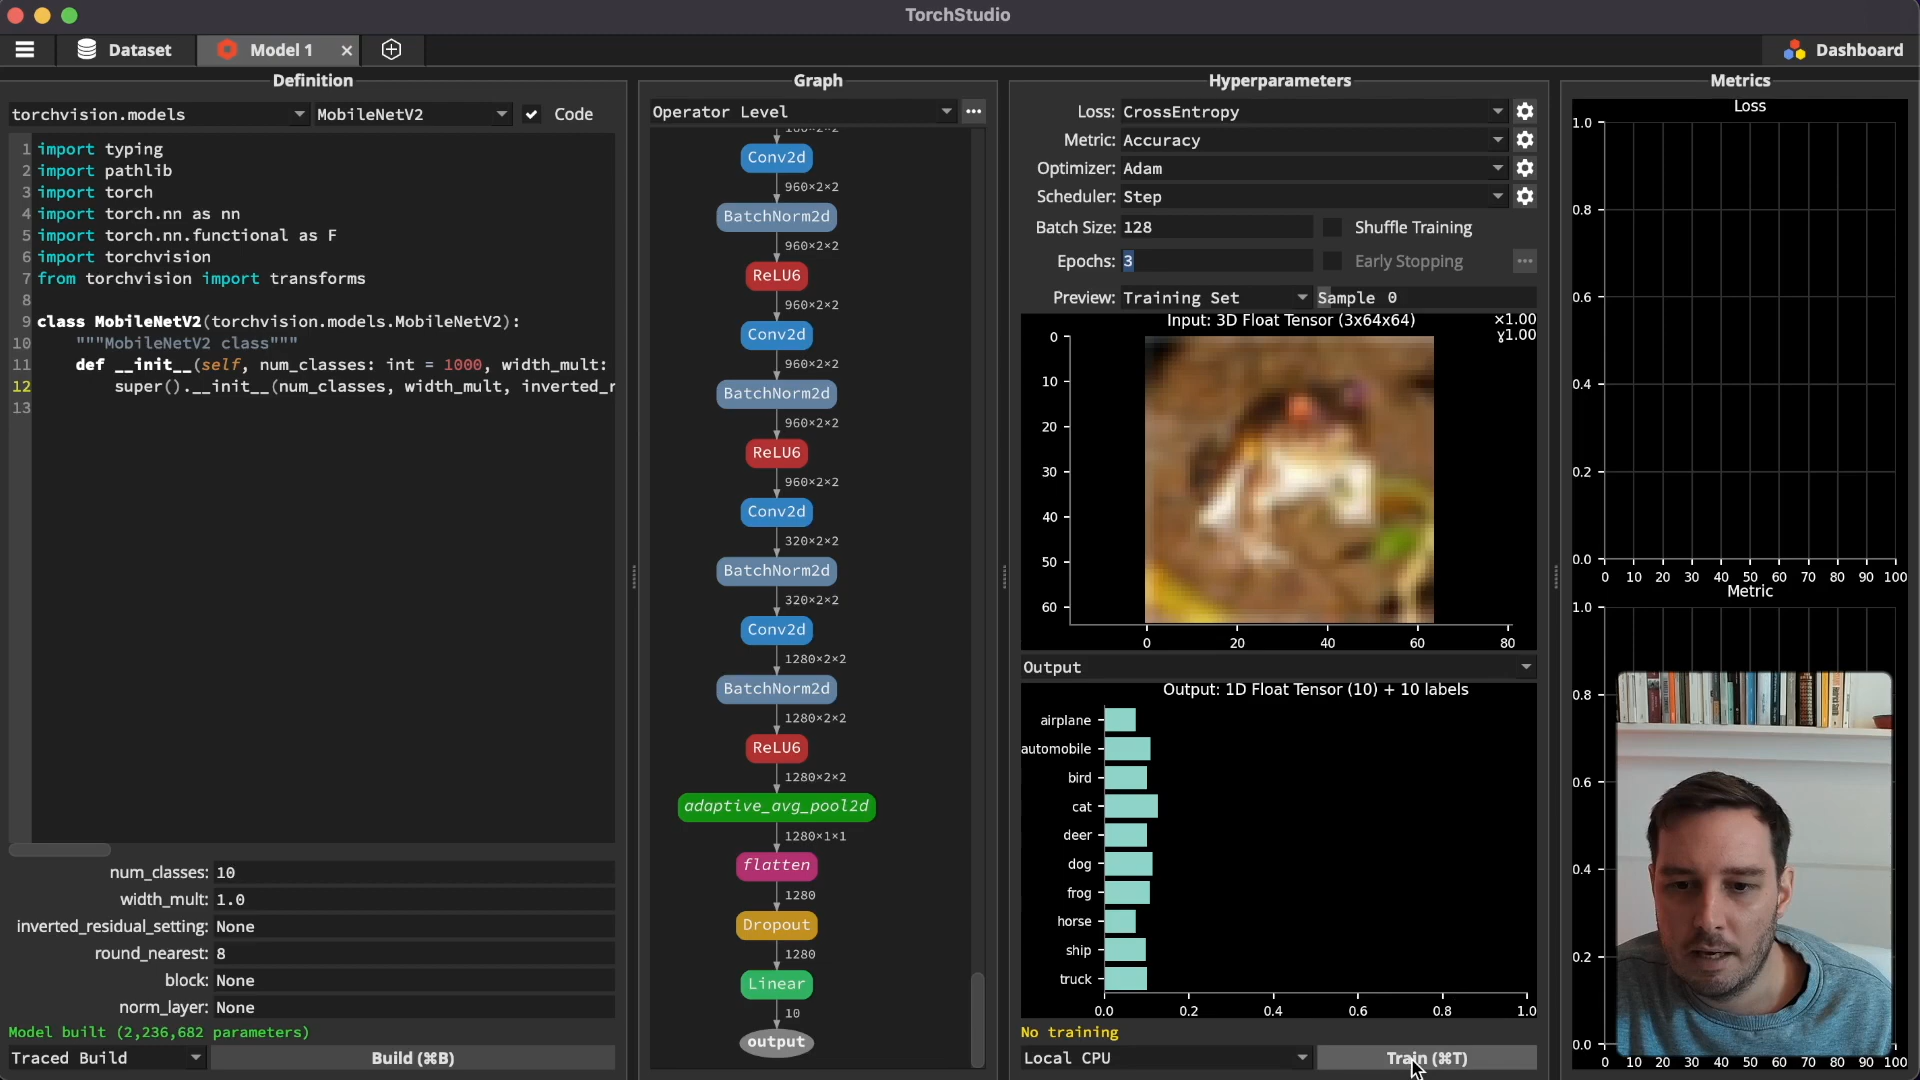 TorchStudio
Dataset
Model 1
Dashboard
Definition
torchvision.models
MobileNetV2
Code
1 import typing
2 import pathlib
3 import torch
4 import torch.nn as nn
5 import torch.nn.functional as F
6 import torchvision
7 from torchvision import transforms
8
9 class MobileNetV2(torchvision.models.MobileNetV2):
10 """MobileNetV2 class"""
11 def __init__(self, num_classes: int = 1000, width_mult:
12 super().__init__(num_classes, width_mult, inverted_r
13
num_classes: 10
width_mult: 1.0
inverted_residual_setting: None
round_nearest: 8
block: None
norm_layer: None
Model built (2,236,682 parameters)
Traced Build
Build (⌘B)
Graph
Operator Level
Conv2d
960×2×2
BatchNorm2d
960×2×2
ReLU6
960×2×2
Conv2d
960×2×2
BatchNorm2d
960×2×2
ReLU6
960×2×2
Conv2d
320×2×2
BatchNorm2d
320×2×2
Conv2d
1280×2×2
BatchNorm2d
1280×2×2
ReLU6
1280×2×2
adaptive_avg_pool2d
1280×1×1
flatten
1280
Dropout
1280
Linear
10
output
Hyperparameters
Loss: CrossEntropy
Metric: Accuracy
Optimizer: Adam
Scheduler: Step
Batch Size: 128
Shuffle Training
Epochs: 3
Early Stopping
Preview: Training Set
Sample 0
Input: 3D Float Tensor (3x64x64)
×1.00
γ1.00
0
10
20
30
40
50
60
0 20 40 60 80
Output
Output: 1D Float Tensor (10) + 10 labels
airplane
automobile
bird
cat
deer
dog
frog
horse
ship
truck
0.0 0.2 0.4 0.6 0.8 1.0
No training
Local CPU
Train (⌘T)
Metrics
Loss
1.0
0.8
0.6
0.4
0.2
0.0
0 10 20 30 40 50 60 70 80 90 100
Metric
1.0
0.8
0.6
0.4
0.2
0.0
0 10 20 30 40 50 60 70 80 90 100